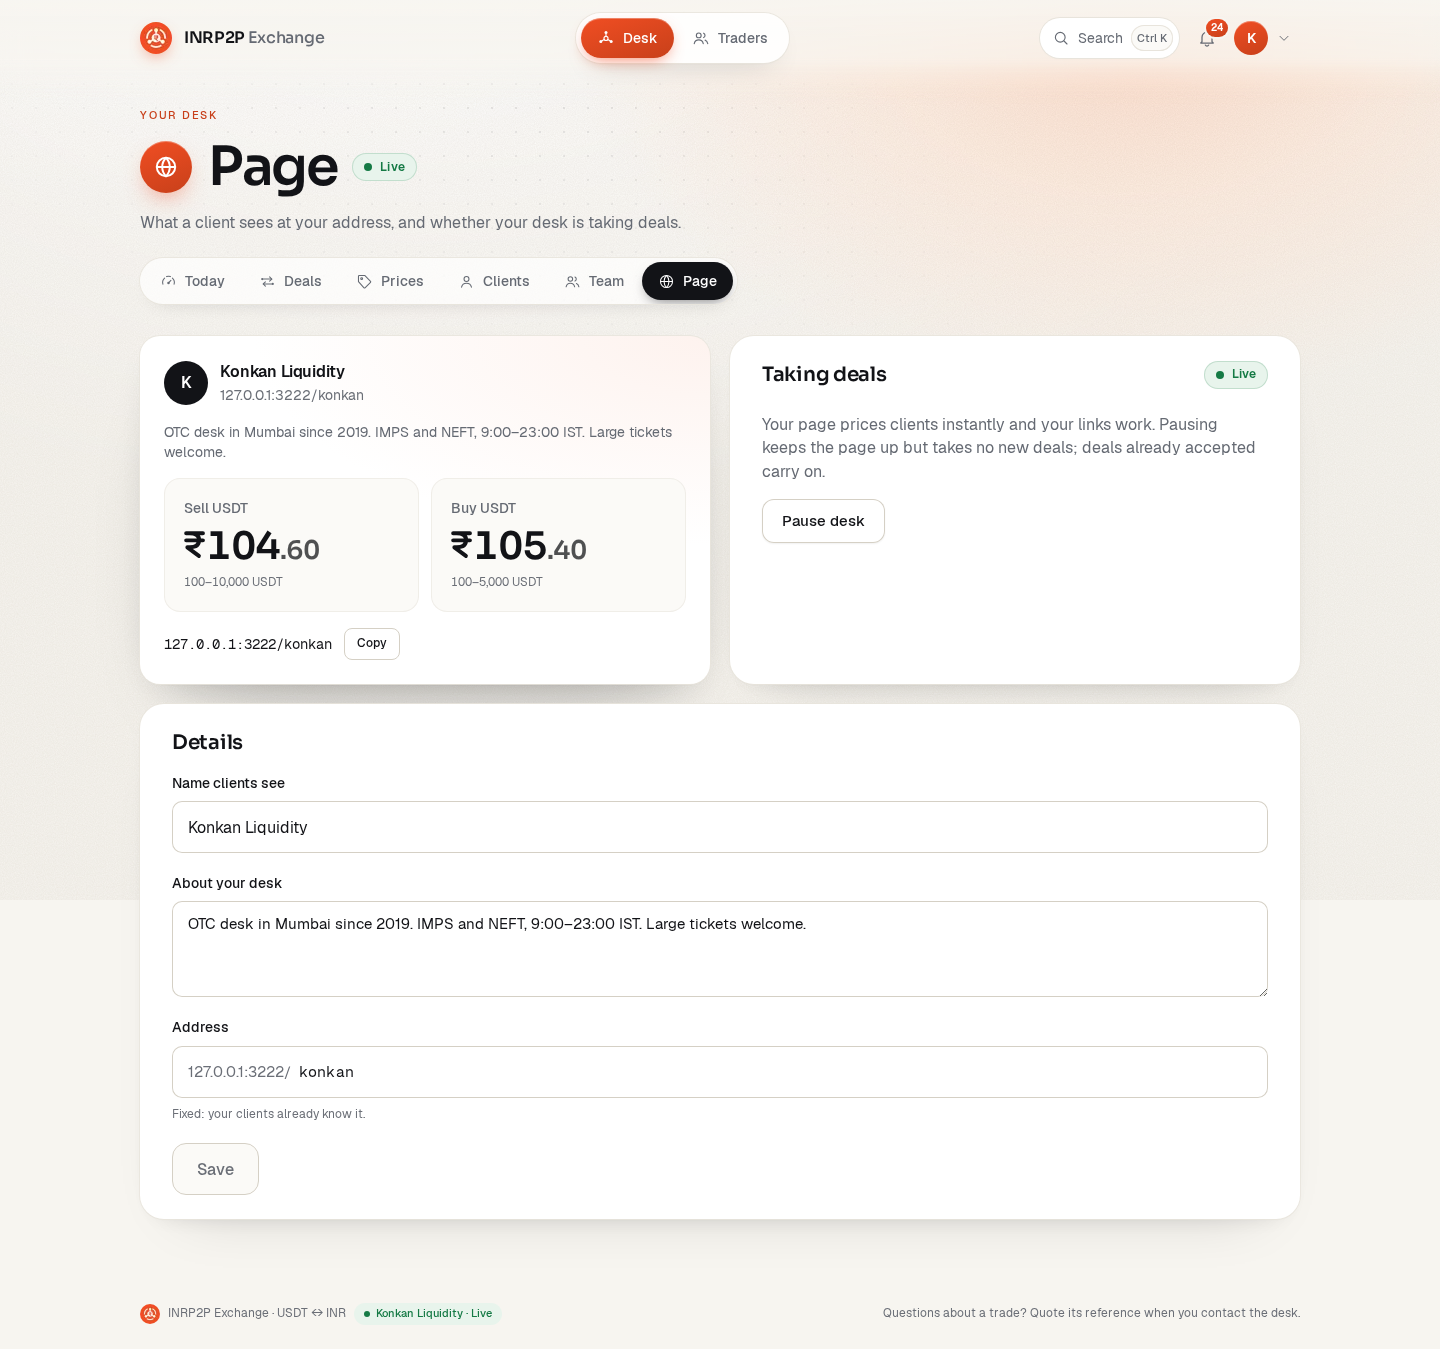 INRP2P Exchange
Desk
Traders
Search
Ctrl K
24
K
YOUR DESK
Page
Live
What a client sees at your address, and whether your desk is taking deals.
Today
Deals
Prices
Clients
Team
Page
K
Konkan Liquidity
127.0.0.1:3222/konkan
OTC desk in Mumbai since 2019. IMPS and NEFT, 9:00–23:00 IST. Large tickets
welcome.
Sell USDT
₹104.60
100–10,000 USDT
Buy USDT
₹105.40
100–5,000 USDT
127.0.0.1:3222/konkan
Copy
Taking deals
Live
Your page prices clients instantly and your links work. Pausing
keeps the page up but takes no new deals; deals already accepted
carry on.
Pause desk
Details
Name clients see
Konkan Liquidity
About your desk
OTC desk in Mumbai since 2019. IMPS and NEFT, 9:00–23:00 IST. Large tickets welcome.
Address
127.0.0.1:3222/ konkan
Fixed: your clients already know it.
Save
INRP2P Exchange · USDT ↔ INR
Konkan Liquidity · Live
Questions about a trade? Quote its reference when you contact the desk.